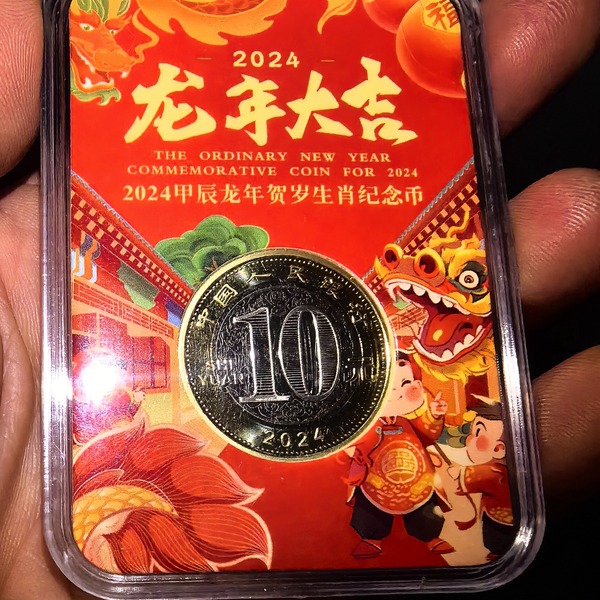 福
2024
龙年大吉
THE ORDINARY NEW YEAR
COMMEMORATIVE COIN FOR 2024
2024甲辰龙年贺岁生肖纪念币
中国人民银行
10
YUAN
元
2024